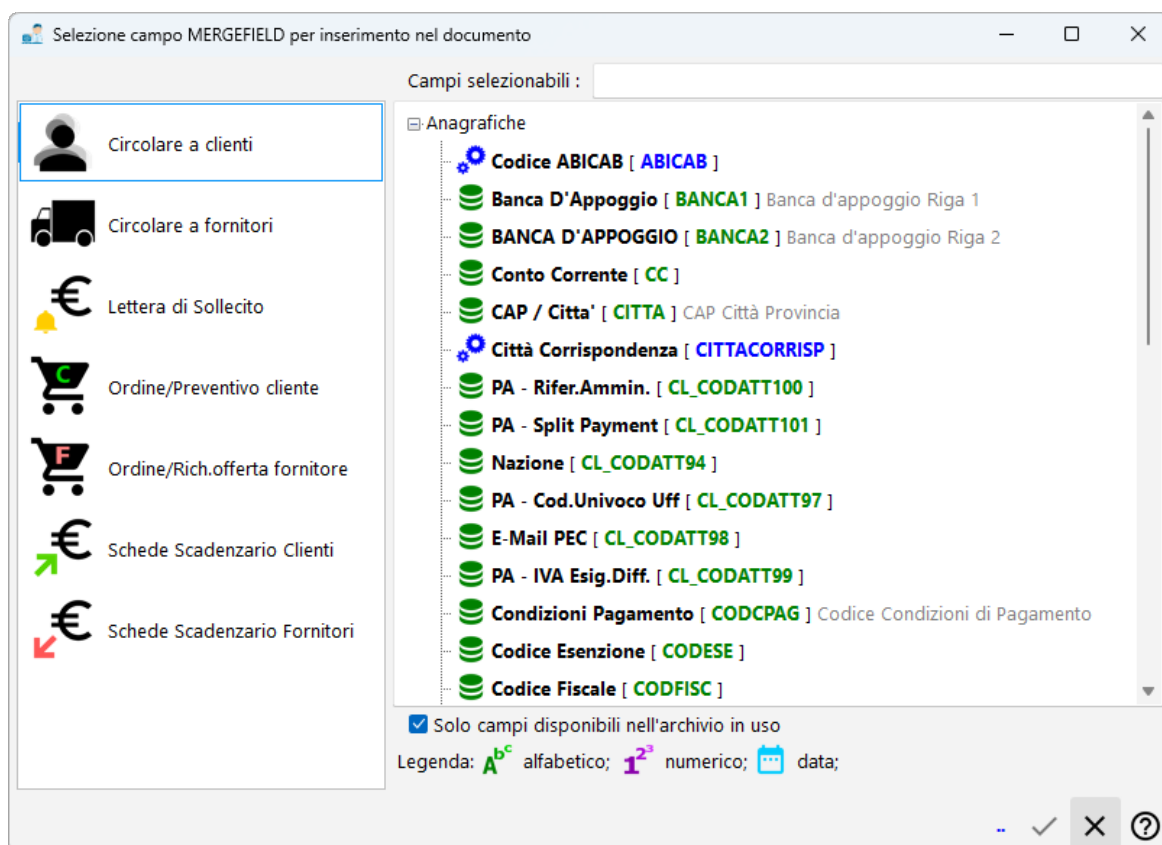 Selezione campo MERGEFIELD per inserimento nel documento
Campi selezionabili :
Circolare a clienti
Circolare a fornitori
Lettera di Sollecito
C
Ordine/Preventivo cliente
F
Ordine/Rich.offerta fornitore
Schede Scadenzario Clienti
Schede Scadenzario Fornitori
Anagrafiche
Codice ABICAB [ ABICAB ]
Banca D'Appoggio [ BANCA1 ] Banca d'appoggio Riga 1
BANCA D'APPOGGIO [ BANCA2 ] Banca d'appoggio Riga 2
Conto Corrente [ CC ]
CAP / Citta' [ CITTA ] CAP Città Provincia
Città Corrispondenza [ CITTACORRISP ]
PA - Rifer.Ammin. [ CL_CODATT100 ]
PA - Split Payment [ CL_CODATT101 ]
Nazione [ CL_CODATT94 ]
PA - Cod.Univoco Uff [ CL_CODATT97 ]
E-Mail PEC [ CL_CODATT98 ]
PA - IVA Esig.Diff. [ CL_CODATT99 ]
Condizioni Pagamento [ CODCPAG ] Codice Condizioni di Pagamento
Codice Esenzione [ CODESE ]
Codice Fiscale [ CODFISC ]
Solo campi disponibili nell'archivio in uso
Legenda: Abc alfabetico; 123 numerico; data;
..